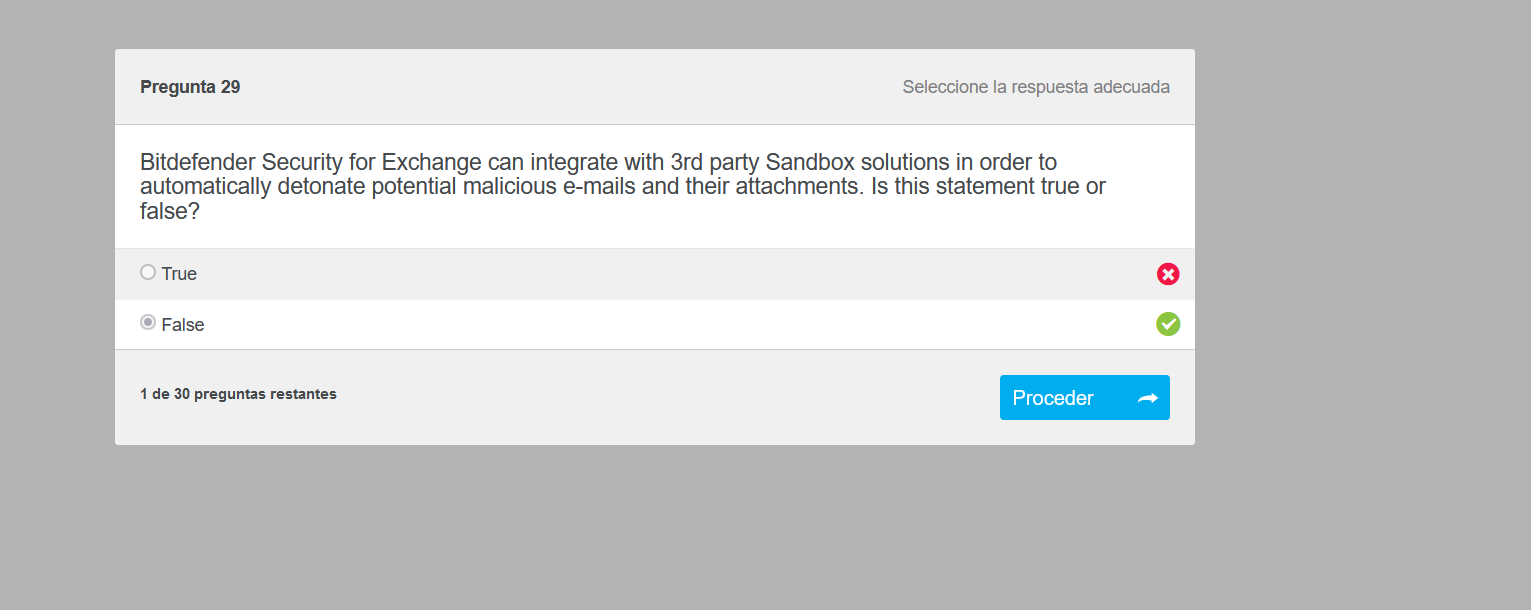 Pregunta 29
Seleccione la respuesta adecuada
Bitdefender Security for Exchange can integrate with 3rd party Sandbox solutions in order to
automatically detonate potential malicious e-mails and their attachments. Is this statement true or
false?
True
False
1 de 30 preguntas restantes
Proceder